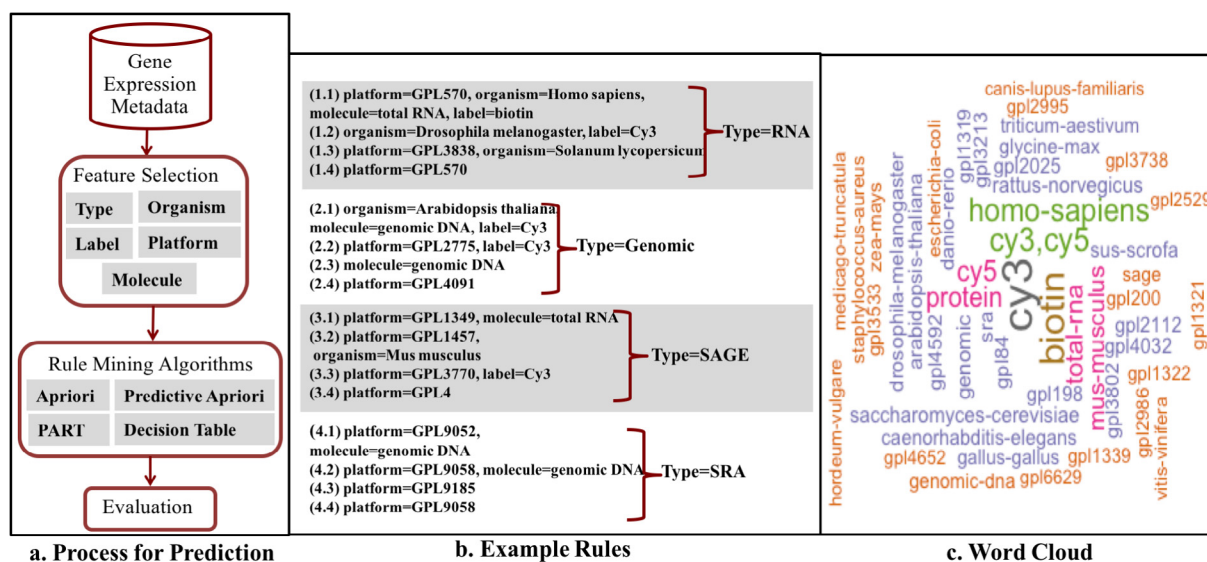 Gene
Expression
Metadata
Feature Selection
Type
Organism
Label
Platform
Molecule
Rule Mining Algorithms
Apriori
Predictive Apriori
PART
Decision Table
Evaluation
a. Process for Prediction
(1.1) platform=GPL570, organism=Homo sapiens,
molecule=total RNA, label=biotin
(1.2) organism=Drosophila melanogaster, label=Cy3
(1.3) platform=GPL3838, organism=Solanum lycopersicum
(1.4) platform=GPL570
Type=RNA
(2.1) organism=Arabidopsis thaliana
molecule=genomic DNA, label=Cy3
(2.2) platform=GPL2775, label=Cy3
(2.3) molecule=genomic DNA
(2.4) platform=GPL4091
Type=Genomic
(3.1) platform=GPL1349, molecule=total RNA
(3.2) platform=GPL1457,
organism=Mus musculus
(3.3) platform=GPL3770, label=Cy3
(3.4) platform=GPL4
Type=SAGE
(4.1) platform=GPL9052,
molecule=genomic DNA
(4.2) platform=GPL9058, molecule=genomic DNA
(4.3) platform=GPL9185
(4.4) platform=GPL9058
Type=SRA
b. Example Rules
canis-lupus-familiaris
gpl2995
triticum-aestivum
glycine-max
gpl2025
gpl3738
rattus-norvegicus
gpl2529
homo-sapiens
cy3,cy5
sus-scrofa
cy5
protein
cy3
biotin
total-rna
mus-musculus
sage
gpl200
gpl2112
gpl4032
gpl1321
gpl1322
gpl3802
gpl2986
vitis-vinifera
gpl1319
gpl3213
escherichia-coli
danio-rerio
drosophila-melanogaster
arabidopsis-thaliana
gpl4592
genomic
sra
gpl84
medicago-truncatula
staphylococcus-aureus
gpl3533
zea-mays
hordeum-vulgare
gpl198
saccharomyces-cerevisiae
caenorhabditis-elegans
gpl4652
gallus-gallus
gpl1339
genomic-dna
gpl6629
c. Word Cloud